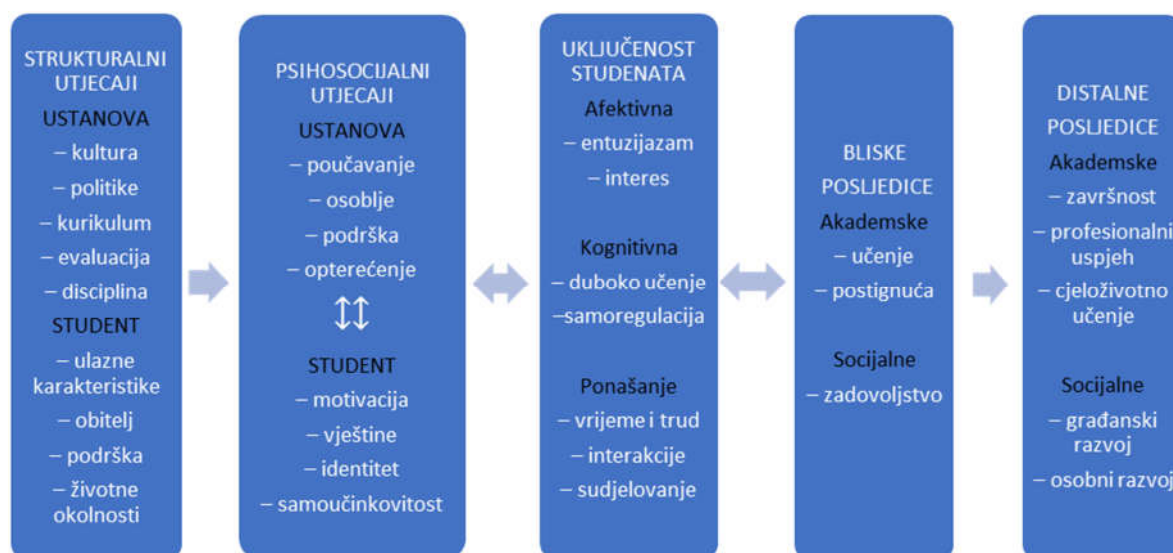 STRUKTURALNI
UTJECAJI
USTANOVA
– kultura
– politike
– kurikulum
– evaluacija
– disciplina
STUDENT
– ulazne
karakteristike
– obitelj
– podrška
– životne
okolnosti
PSIHOSOCIJALNI
UTJECAJI
USTANOVA
– poučavanje
– osoblje
– podrška
– opterećenje
STUDENT
– motivacija
– vještine
– identitet
– samoučinkovitost
UKLJUČENOST
STUDENATA
Afektivna
– entuzijazam
– interes
Kognitivna
– duboko učenje
–samoregulacija
Ponašanje
– vrijeme i trud
– interakcije
– sudjelovanje
BLISKE
POSLJEDICE
Akademske
– učenje
– postignuća
Socijalne
– zadovoljstvo
DISTALNE
POSLJEDICE
Akademske
– završnost
– profesionalni
uspjeh
– cjeloživotno
učenje
Socijalne
– građanski
razvoj
– osobni razvoj